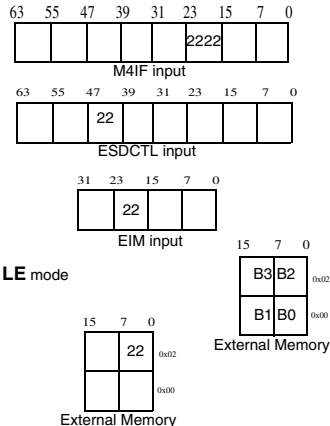 63 55 47 39 31 23 15 7 0
2222
M4IF input
63 55 47 39 31 23 15 7 0
22
ESDCTL input
31 23 15 7 0
22
EIM input
15 7 0
LE mode
B3 B2 0x02
B1 B0 0x00
External Memory
15 7 0
22 0x02
0x00
External Memory